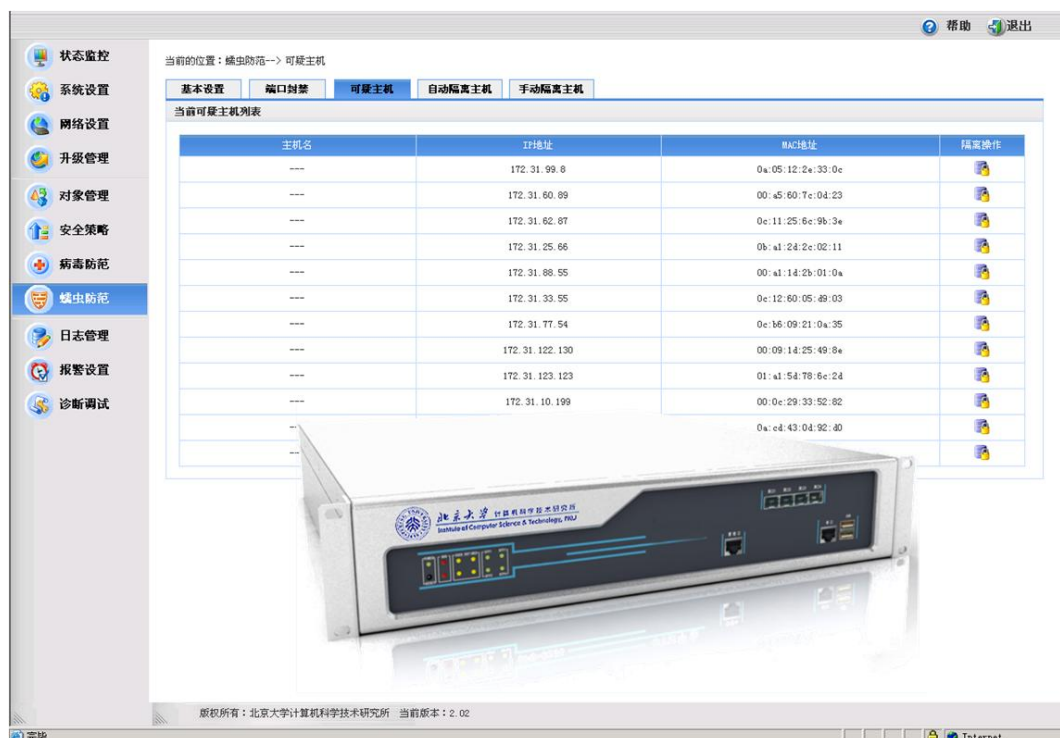 帮助 退出
状态监控
系统设置
网络设置
升级管理
对象管理
安全策略
病毒防范
蠕虫防范
日志管理
报警设置
诊断调试
当前的位置：蠕虫防范--> 可疑主机
基本设置 端口封禁 可疑主机 自动隔离主机 手动隔离主机
当前可疑主机列表
主机名 IP地址 MAC地址 隔离操作
--- 172.31.99.8 0a:05:12:2e:33:0c
--- 172.31.60.89 00:a5:60:7c:0d:23
--- 172.31.62.87 0c:11:25:6c:9b:3e
--- 172.31.25.66 0b:a1:2d:2c:02:11
--- 172.31.88.55 00:a1:1d:2b:01:0a
--- 172.31.33.55 0e:12:60:05:d9:03
--- 172.31.77.54 0e:b6:09:21:0a:35
--- 172.31.122.130 00:09:1d:25:49:8e
--- 172.31.123.123 01:a1:5d:78:6c:2d
--- 172.31.10.199 00:0c:29:33:52:82
0a:cd:43:0d:92:d0
北京大学 计算机科学技术研究所
Institute of Computer Science & Technology, PKU
版权所有：北京大学计算机科学技术研究所 当前版本：2.02
完毕 Internet